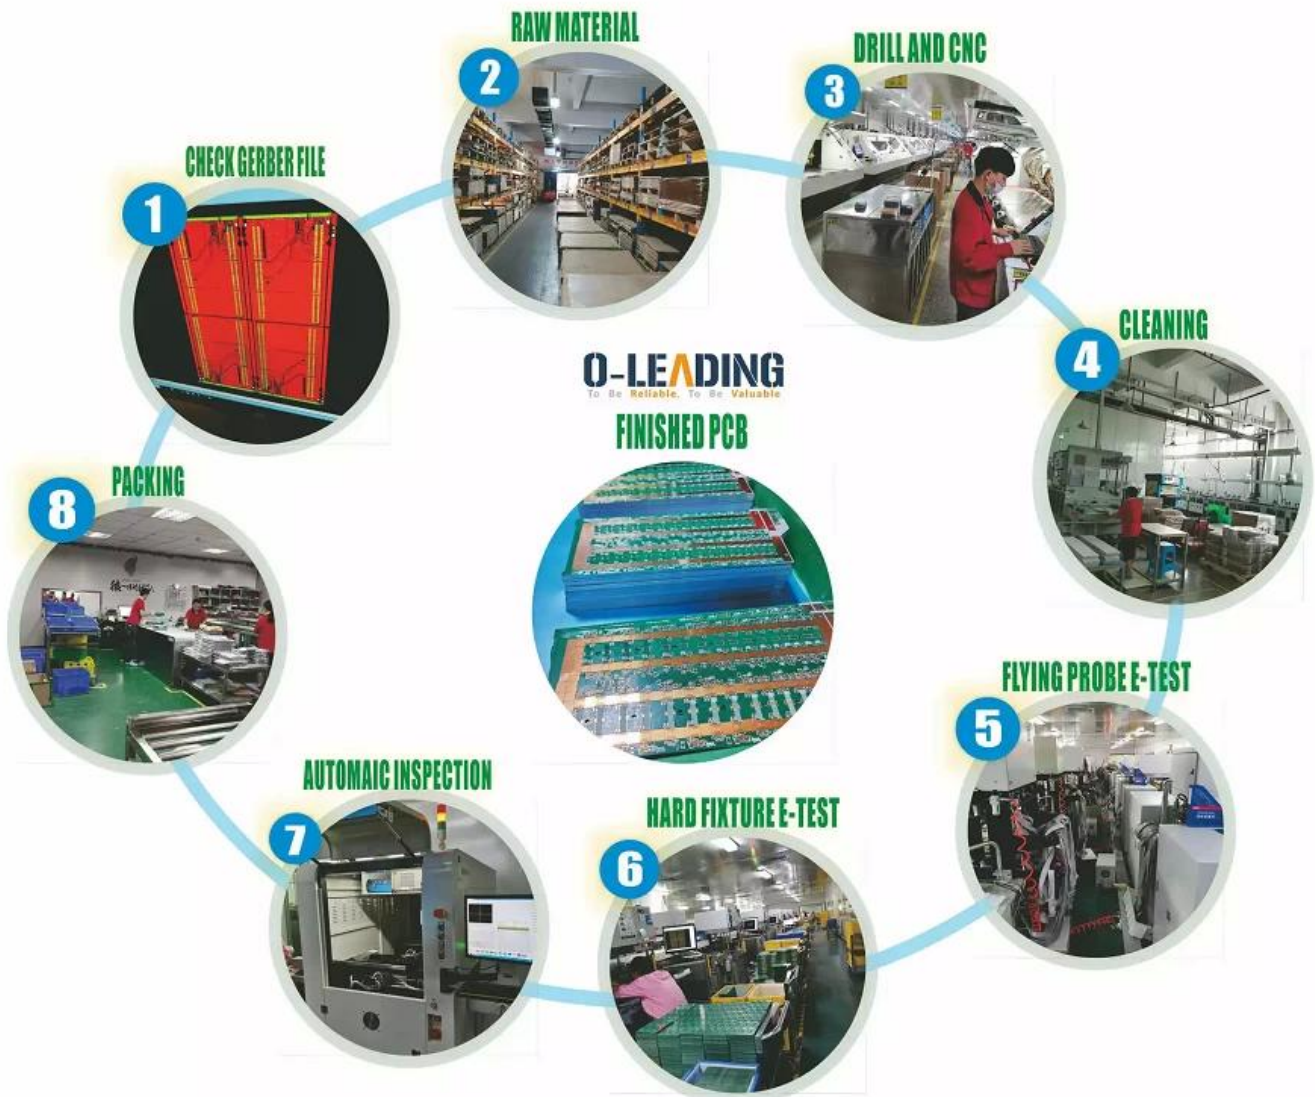 1
CHECK GERBER FILE
2
RAW MATERIAL
3
DRILL AND CNC
4
CLEANING
5
FLYING PROBE E-TEST
6
HARD FIXTURE E-TEST
7
AUTOMAIC INSPECTION
8
PACKING
O-LEADING
To Be Reliable, To Be Valuable
FINISHED PCB